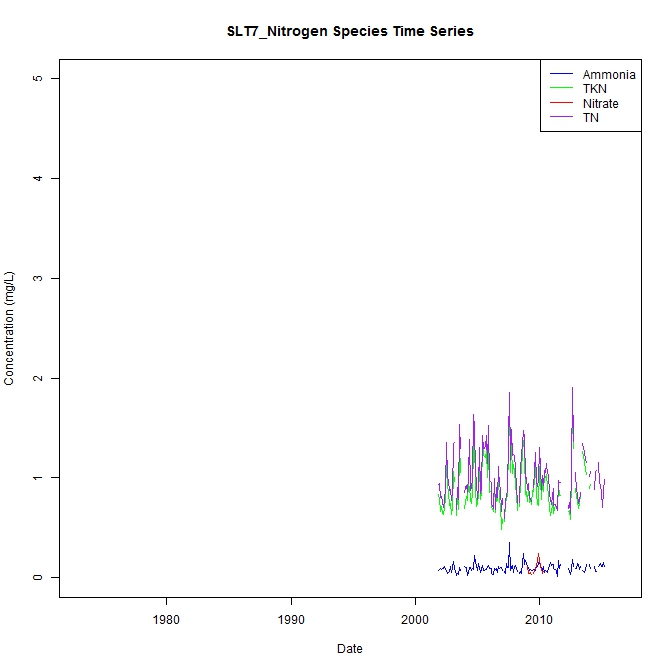 SLT7_Nitrogen Species Time Series
Ammonia
TKN
Nitrate
TN
5
4
3
2
1
0
Concentration (mg/L)
1980 1990 2000 2010
Date